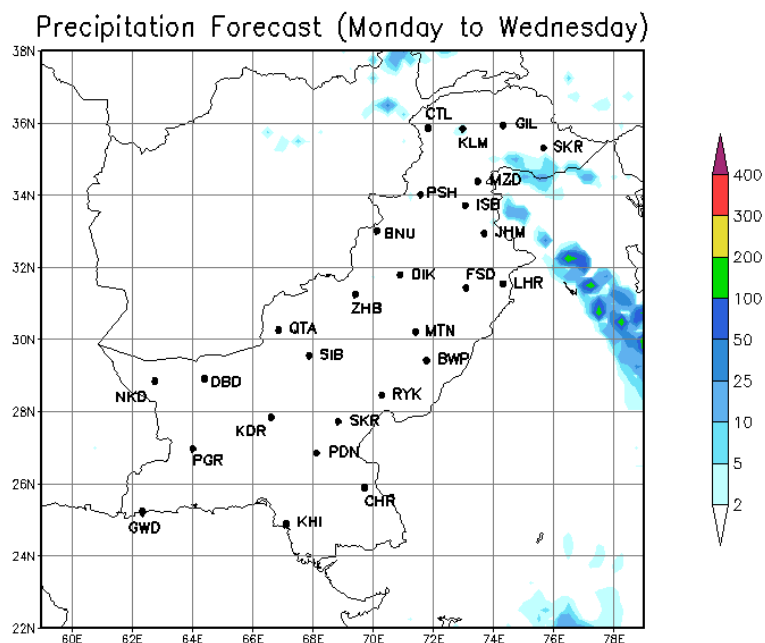 Precipitation Forecast (Monday to Wednesday)
38N
36N
34N
32N
30N
28N
26N
24N
22N
CTL
KLM
GIL
SKR
MZD
PSH
ISB
BNU
JHM
DIK
FSD
LHR
ZHB
QTA
MTN
SIB
BWP
NKD
DBD
RYK
KDR
SKR
PGR
PDN
CHR
GWD
KHI
60E 62E 64E 66E 68E 70E 72E 74E 76E 78E
400
300
200
100
50
25
10
5
2